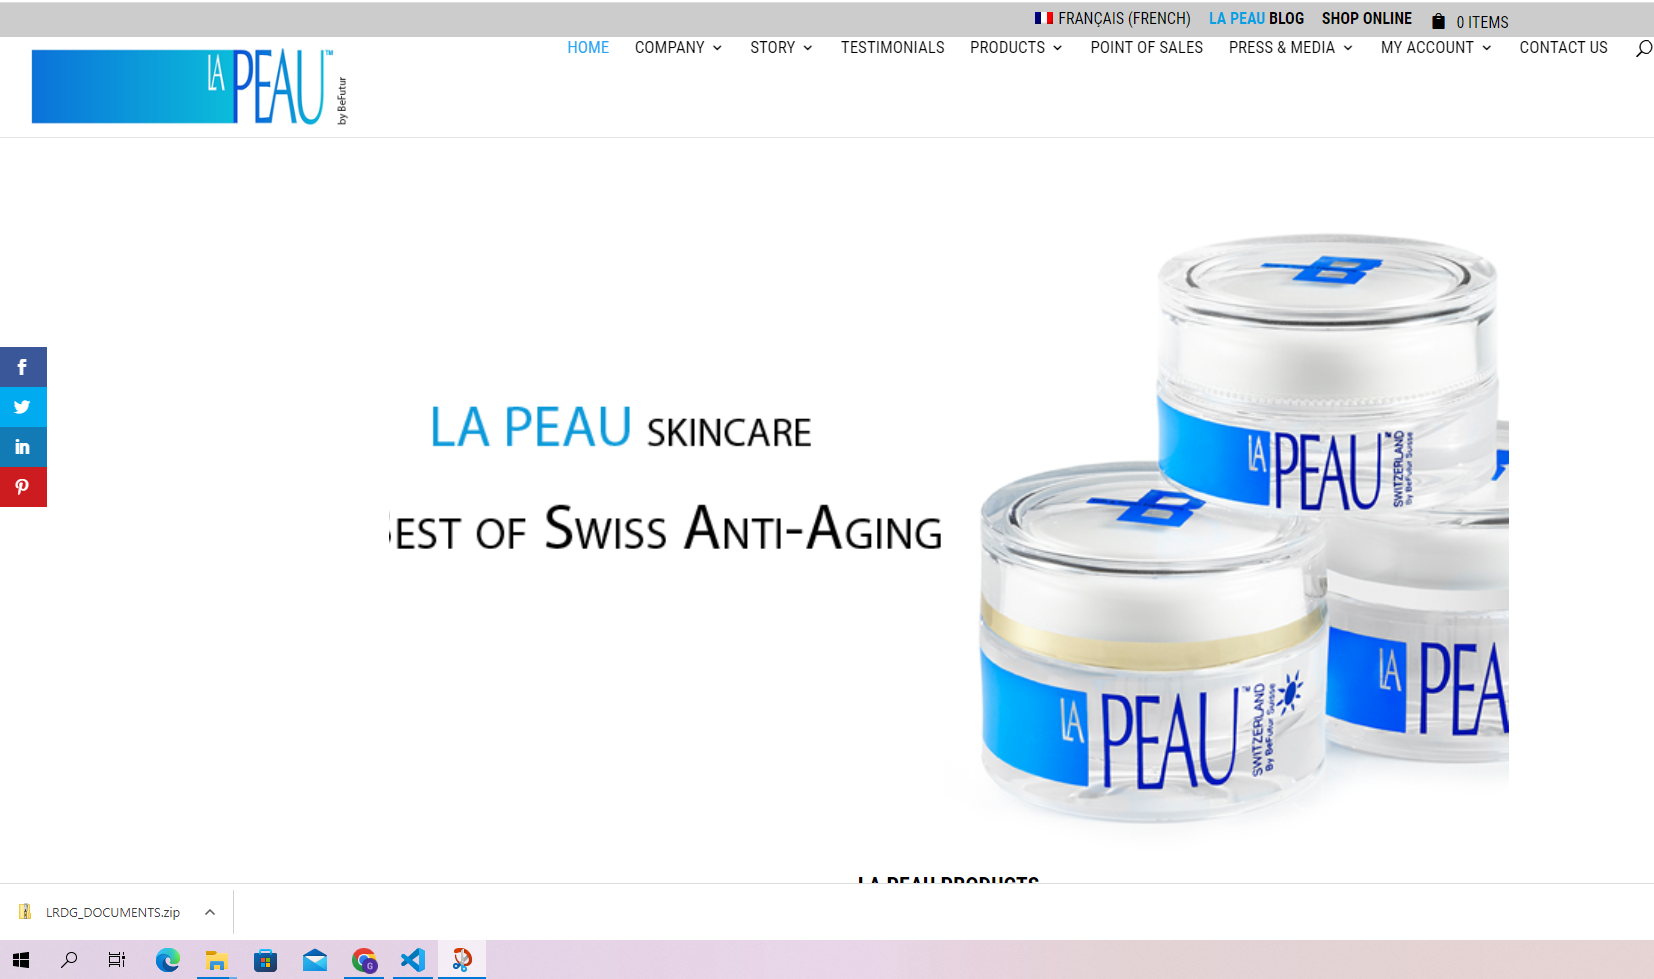 FRANÇAIS (FRENCH) LA PEAU BLOG SHOP ONLINE 0 ITEMS
HOME COMPANY STORY TESTIMONIALS PRODUCTS POINT OF SALES PRESS & MEDIA MY ACCOUNT CONTACT US
LA PEAU™ by BeFutur
LA PEAU SKINCARE
EST OF SWISS ANTI-AGING
B
LA PEAU SWITZERLAND By BeFutur Suisse
B
LA PEAU SWITZERLAND By BeFutur Suisse
LA PEA
LA PEAU PRODUCTS
LRDG_DOCUMENTS.zip